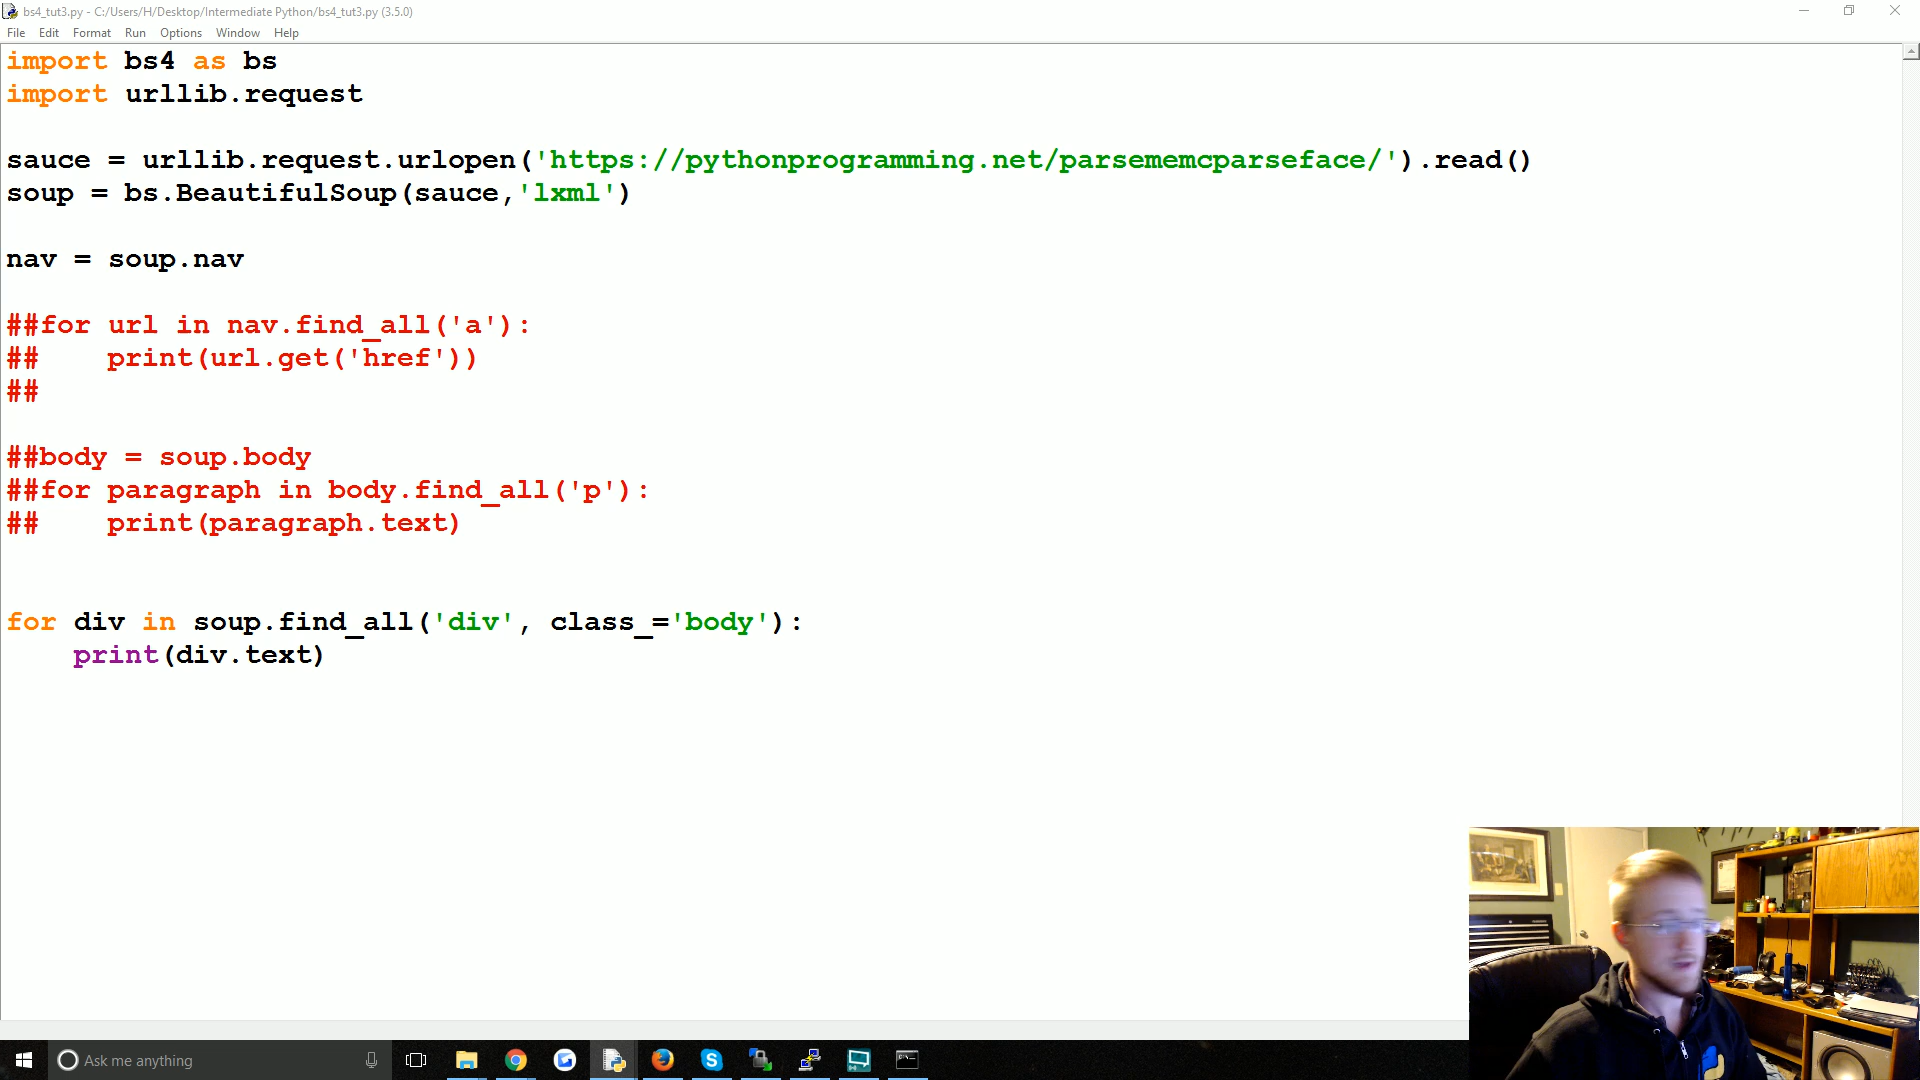 bs4_tut3.py - C:/Users/H/Desktop/Intermediate Python/bs4_tut3.py (3.5.0)
File Edit Format Run Options Window Help
import bs4 as bs
import urllib.request
sauce = urllib.request.urlopen('https://pythonprogramming.net/parsememcparseface/').read()
soup = bs.BeautifulSoup(sauce,'lxml')
nav = soup.nav
##for url in nav.find_all('a'):
##    print(url.get('href'))
##
##body = soup.body
##for paragraph in body.find_all('p'):
##    print(paragraph.text)
for div in soup.find_all('div', class_='body'):
    print(div.text)
Ask me anything